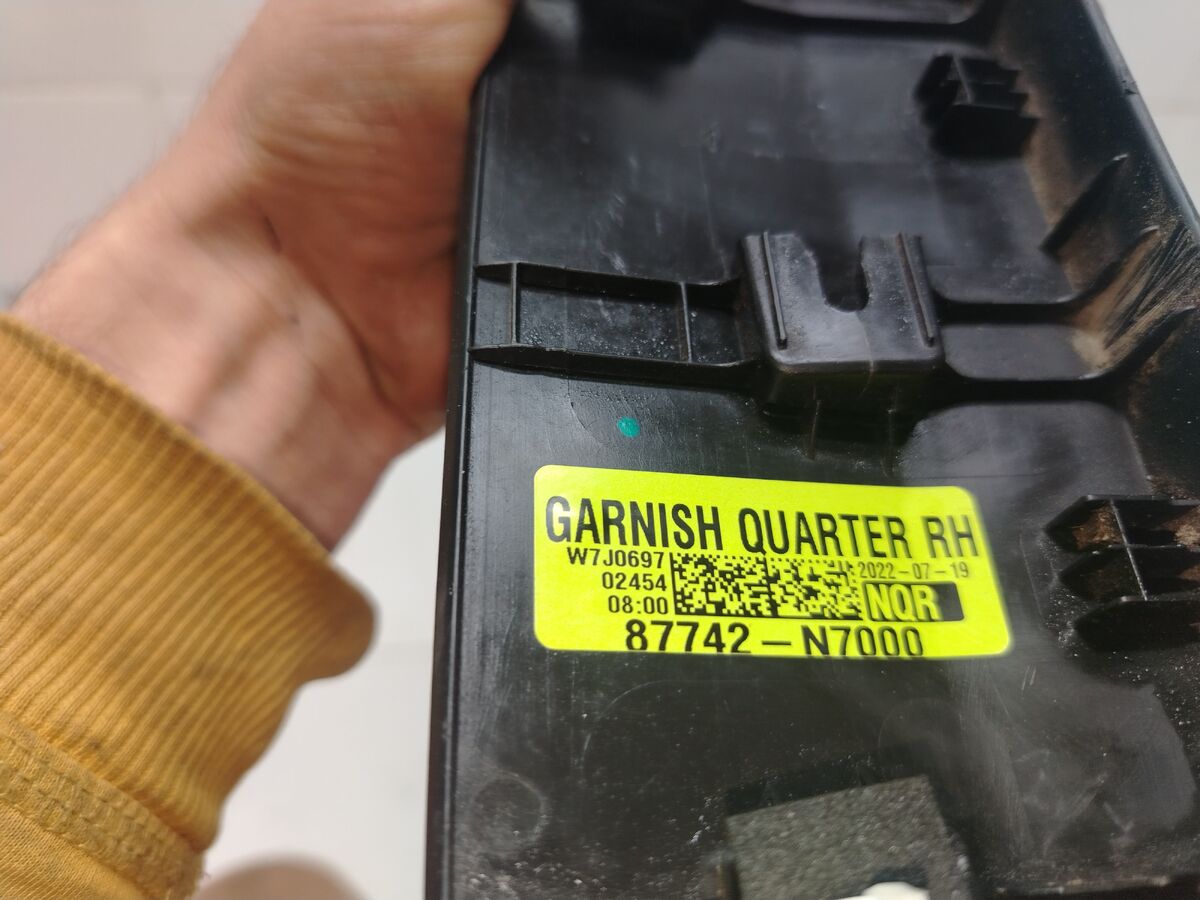 GARNISH QUARTER RH
W7J0697
02454
08:00
2022-07-19
NQR
87742-N7000